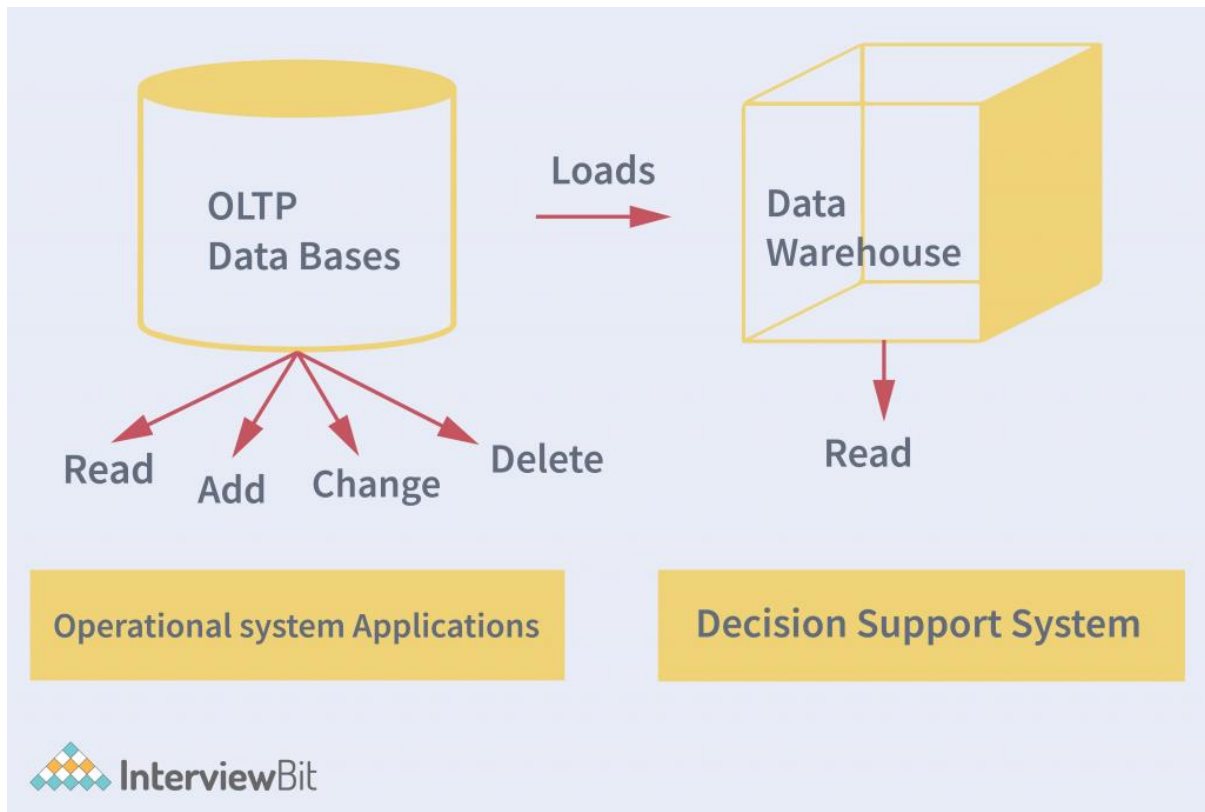 OLTP
Data Bases
Loads
Data
Warehouse
Read
Add
Change
Delete
Read
Operational system Applications
Decision Support System
InterviewBit